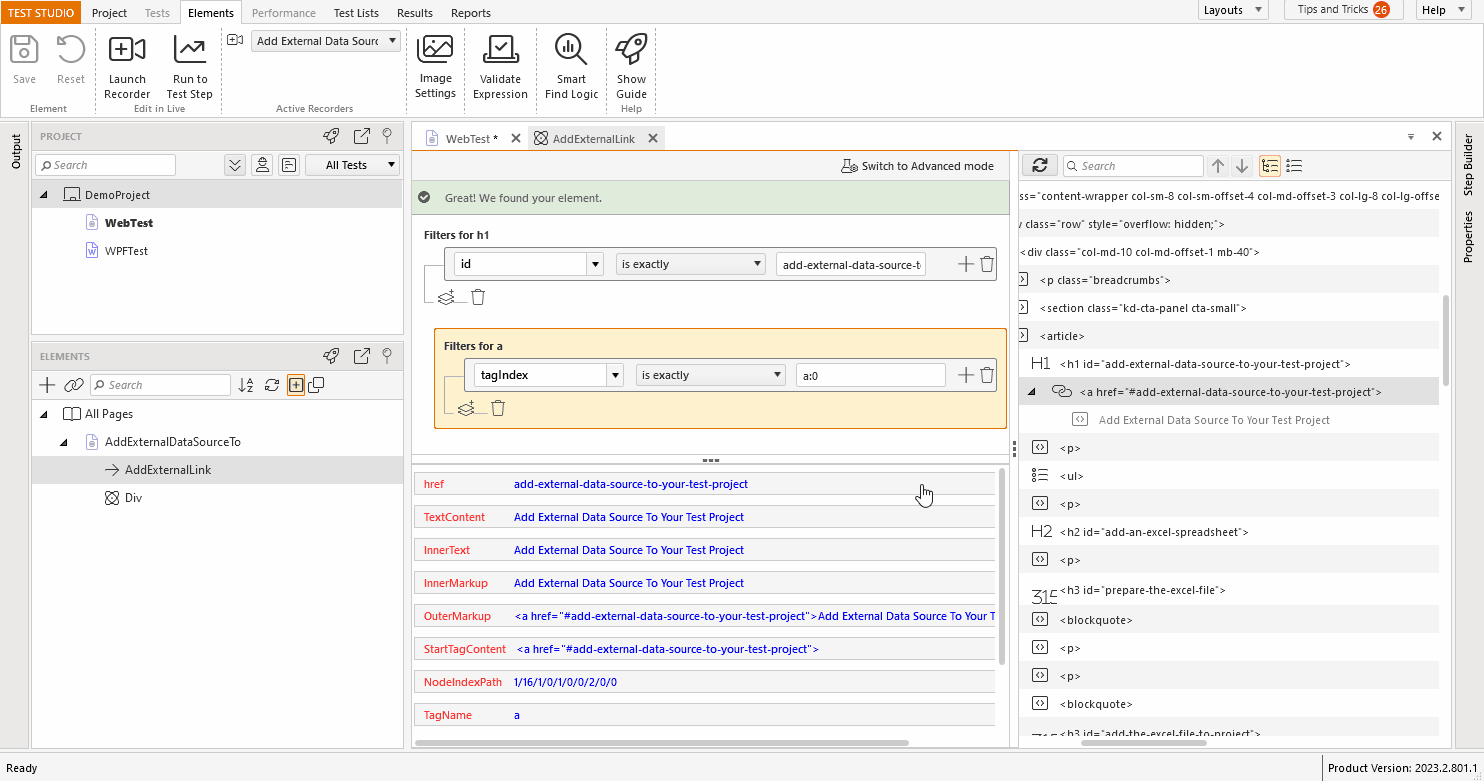 TEST STUDIO Project Tests Elements Performance Test Lists Results Reports Layouts Tips and Tricks 26 Help
Save Reset Launch Recorder Run to Test Step Add External Data Sourc Image Settings Validate Expression Smart Find Logic Show Guide
Element Edit in Live Active Recorders Help
Output
PROJECT
Search All Tests
DemoProject
WebTest
WPFTest
ELEMENTS
Search
All Pages
AddExternalDataSourceTo
AddExternalLink
Div
WebTest * AddExternalLink
Switch to Advanced mode
Great! We found your element.
Filters for h1
id is exactly add-external-data-source-t
Filters for a
tagIndex is exactly a:0
href add-external-data-source-to-your-test-project
TextContent Add External Data Source To Your Test Project
InnerText Add External Data Source To Your Test Project
InnerMarkup Add External Data Source To Your Test Project
OuterMarkup <a href="#add-external-data-source-to-your-test-project">Add External Data Source To Your T
StartTagContent <a href="#add-external-data-source-to-your-test-project">
NodeIndexPath 1/16/1/0/1/0/0/2/0/0
TagName a
Search
ss="content-wrapper col-sm-8 col-sm-offset-4 col-md-offset-3 col-lg-8 col-lg-offse
v class="row" style="overflow: hidden;">
<div class="col-md-10 col-md-offset-1 mb-40">
<p class="breadcrumbs">
<section class="kd-cta-panel cta-small">
<article>
H1 <h1 id="add-external-data-source-to-your-test-project">
<a href="#add-external-data-source-to-your-test-project">
Add External Data Source To Your Test Project
<p>
<ul>
<p>
H2 <h2 id="add-an-excel-spreadsheet">
<p>
315 <h3 id="prepare-the-excel-file">
<blockquote>
<p>
<p>
<blockquote>
<h3 id="add-the-excel-file-to-project">
Step Builder
Properties
Ready
Product Version: 2023.2.801.1